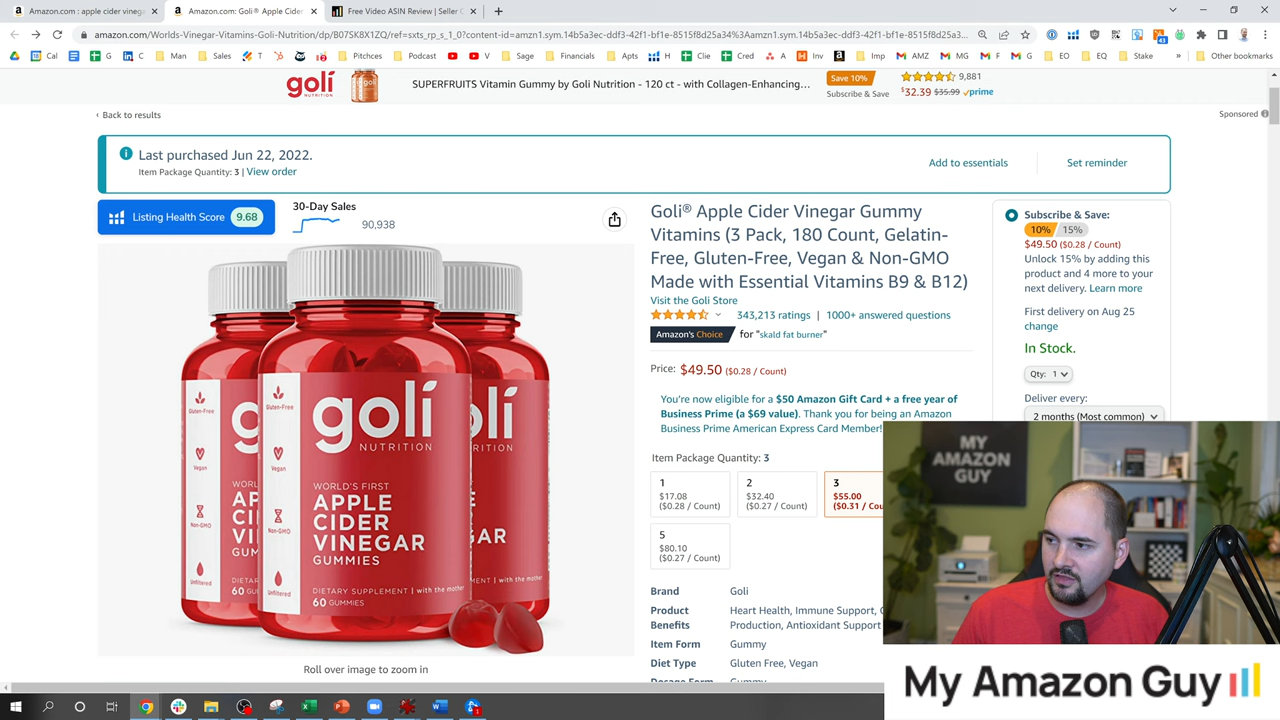 Amazon.com : apple cider vinega
Amazon.com: Goli® Apple Cider
Free Video ASIN Review | Seller C
amazon.com/Worlds-Vinegar-Vitamins-Goli-Nutrition/dp/B07SK8X1ZQ/ref=sxts_rp_s_1_0?content-id=amzn1.sym.14b5a3ec-ddf3-42f1-bf1e-8515f8d25a34%3Aamzn1.sym.14b5a3ec-ddf3-42f1-bf1e-8515f8d25a3...
Cal
G
C
Man
Sales
T
Pitchces
Podcast
V
Sage
Financials
Apts
H
Clie
Cred
A
Inv
Imp
AMZ
MG
F
G
EO
EQ
Stake
»
Other bookmarks
golí
NUTRITION
SUPERFRUITS Vitamin Gummy by Goli Nutrition - 120 ct - with Collagen-Enhancing...
Save 10%
Subscribe & Save
9,881
$32.39 $35.99 prime
‹ Back to results
Sponsored
Last purchased Jun 22, 2022.
Item Package Quantity: 3 | View order
Add to essentials
Set reminder
Listing Health Score 9.68
30-Day Sales
90,938
Goli® Apple Cider Vinegar Gummy
Vitamins (3 Pack, 180 Count, Gelatin-
Free, Gluten-Free, Vegan & Non-GMO
Made with Essential Vitamins B9 & B12)
Visit the Goli Store
343,213 ratings | 1000+ answered questions
Amazon's Choice for "skald fat burner"
Price: $49.50 ($0.28 / Count)
You're now eligible for a $50 Amazon Gift Card + a free year of
Business Prime (a $69 value). Thank you for being an Amazon
Business Prime American Express Card Member!
Item Package Quantity: 3
1
$17.08
($0.28 / Count)
2
$32.40
($0.27 / Count)
3
$55.00
($0.31 / Cou
5
$80.10
($0.27 / Count)
Brand Goli
Product Heart Health, Immune Support,
Benefits Production, Antioxidant Support
Item Form Gummy
Diet Type Gluten Free, Vegan
Dosage Form Gummy
Subscribe & Save:
10% 15%
$49.50 ($0.28 / Count)
Unlock 15% by adding this
product and 4 more to your
next delivery. Learn more
First delivery on Aug 25
change
In Stock.
Qty: 1
Deliver every:
2 months (Most common)
Gluten-Free
Vegan
Non-GMO
Unfiltered
golí
NUTRITION
WORLD'S FIRST
APPLE
CIDER
VINEGAR
GUMMIES
DIETARY SUPPLEMENT | with the mother
60 GUMMIES
Roll over image to zoom in
MY
AMAZON
GUY
My Amazon Guy